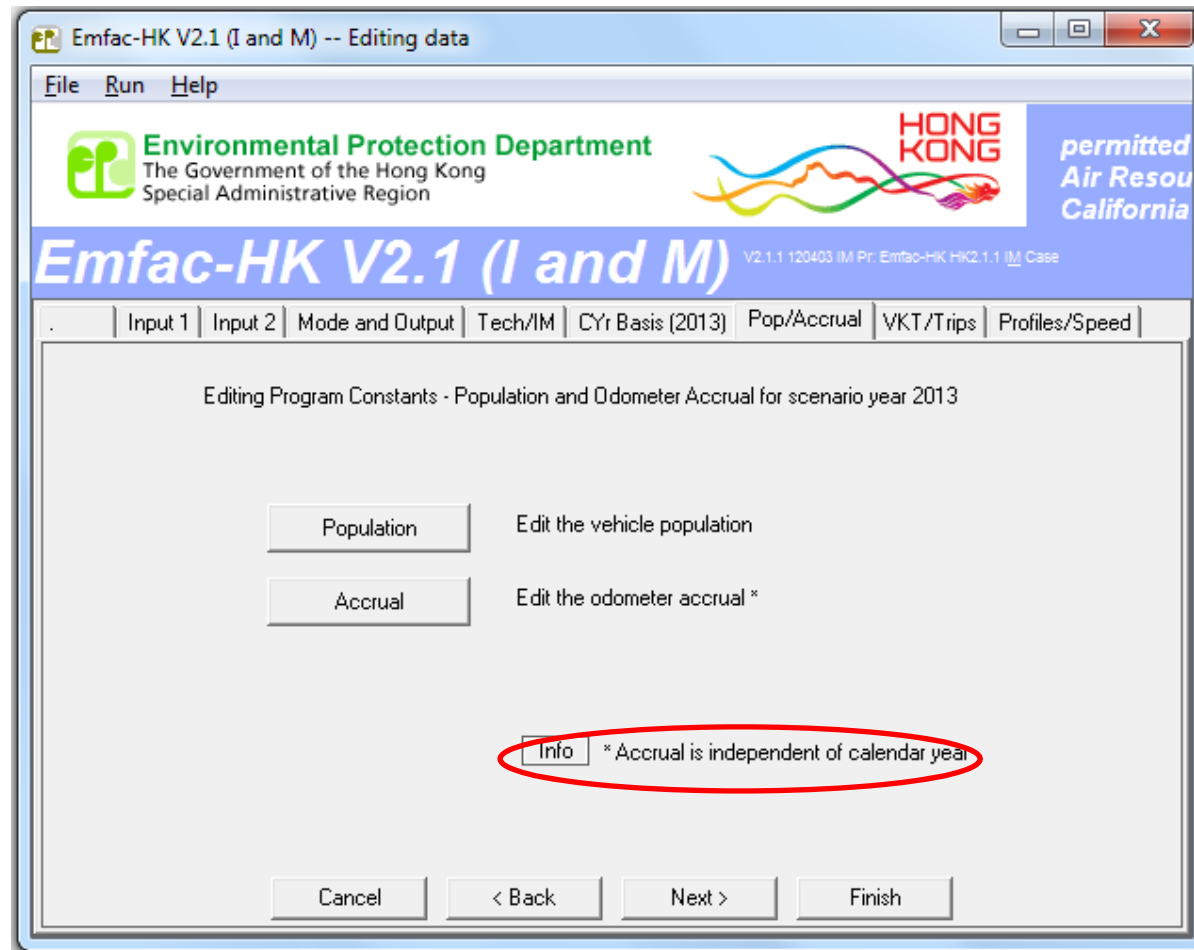 Emfac-HK V2.1 (I and M) -- Editing data
File Run Help
Environmental Protection Department
The Government of the Hong Kong
Special Administrative Region
HONG
KONG
permitted
Air Resou
California
Emfac-HK V2.1 (I and M)
V2.1.1 120403 IM Pr: Emfac-HK HK2.1.1 IM Case
. Input 1 Input 2 Mode and Output Tech/IM CYr Basis (2013) Pop/Accrual VKT/Trips Profiles/Speed
Editing Program Constants - Population and Odometer Accrual for scenario year 2013
Population Edit the vehicle population
Accrual Edit the odometer accrual *
Info * Accrual is independent of calendar year
Cancel < Back Next > Finish